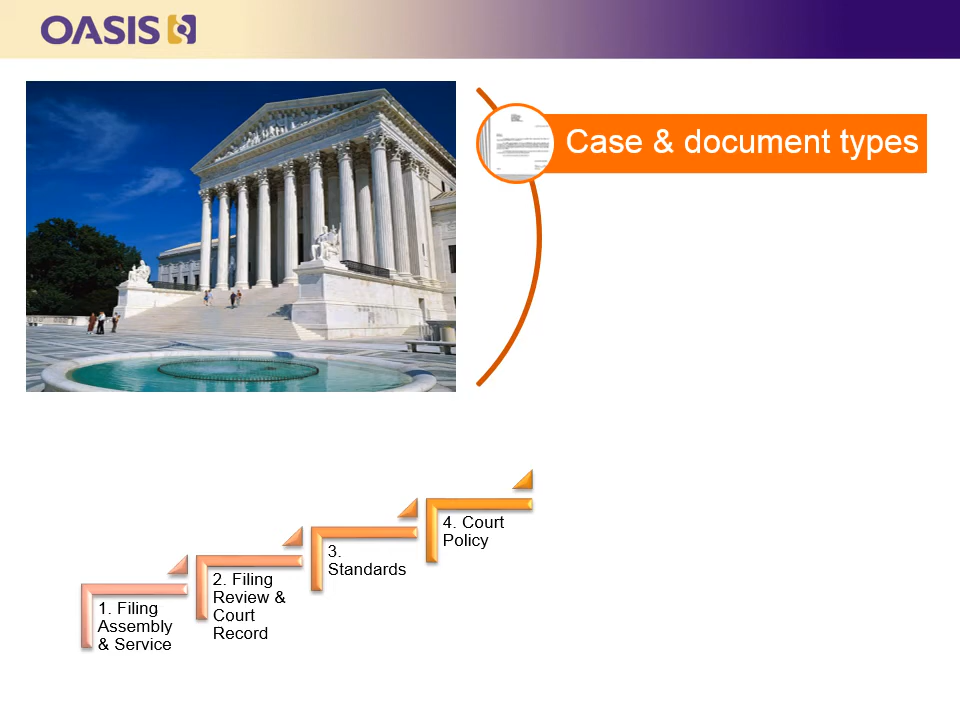 OASIS
Case & document types
4. Court
Policy
3.
Standards
2. Filing
Review &
Court
Record
1. Filing
Assembly
& Service